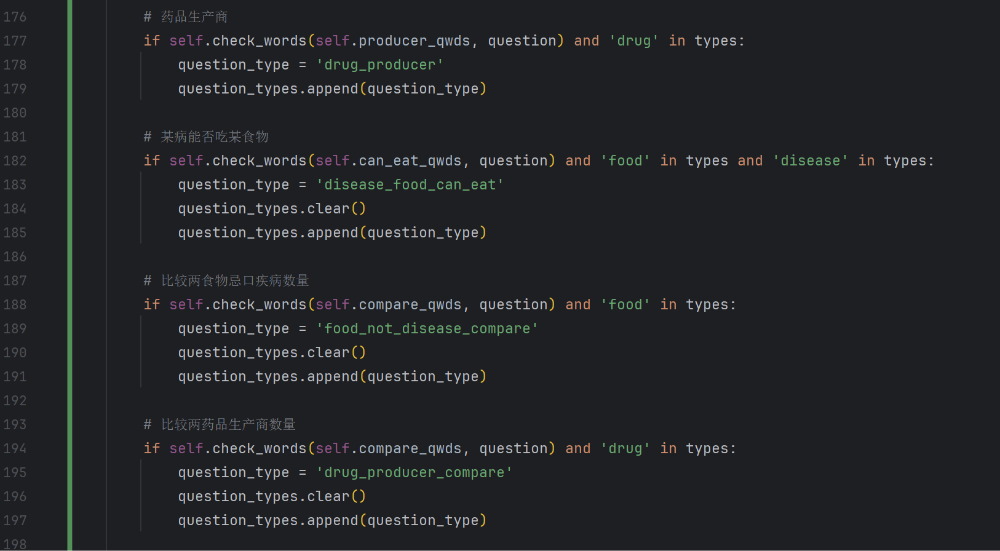 176 # 药品生产商
177 if self.check_words(self.producer_qwds, question) and 'drug' in types:
178 question_type = 'drug_producer'
179 question_types.append(question_type)
180
181 # 某病能否吃某食物
182 if self.check_words(self.can_eat_qwds, question) and 'food' in types and 'disease' in types:
183 question_type = 'disease_food_can_eat'
184 question_types.clear()
185 question_types.append(question_type)
186
187 # 比较两食物忌口疾病数量
188 if self.check_words(self.compare_qwds, question) and 'food' in types:
189 question_type = 'food_not_disease_compare'
190 question_types.clear()
191 question_types.append(question_type)
192
193 # 比较两药品生产商数量
194 if self.check_words(self.compare_qwds, question) and 'drug' in types:
195 question_type = 'drug_producer_compare'
196 question_types.clear()
197 question_types.append(question_type)
198